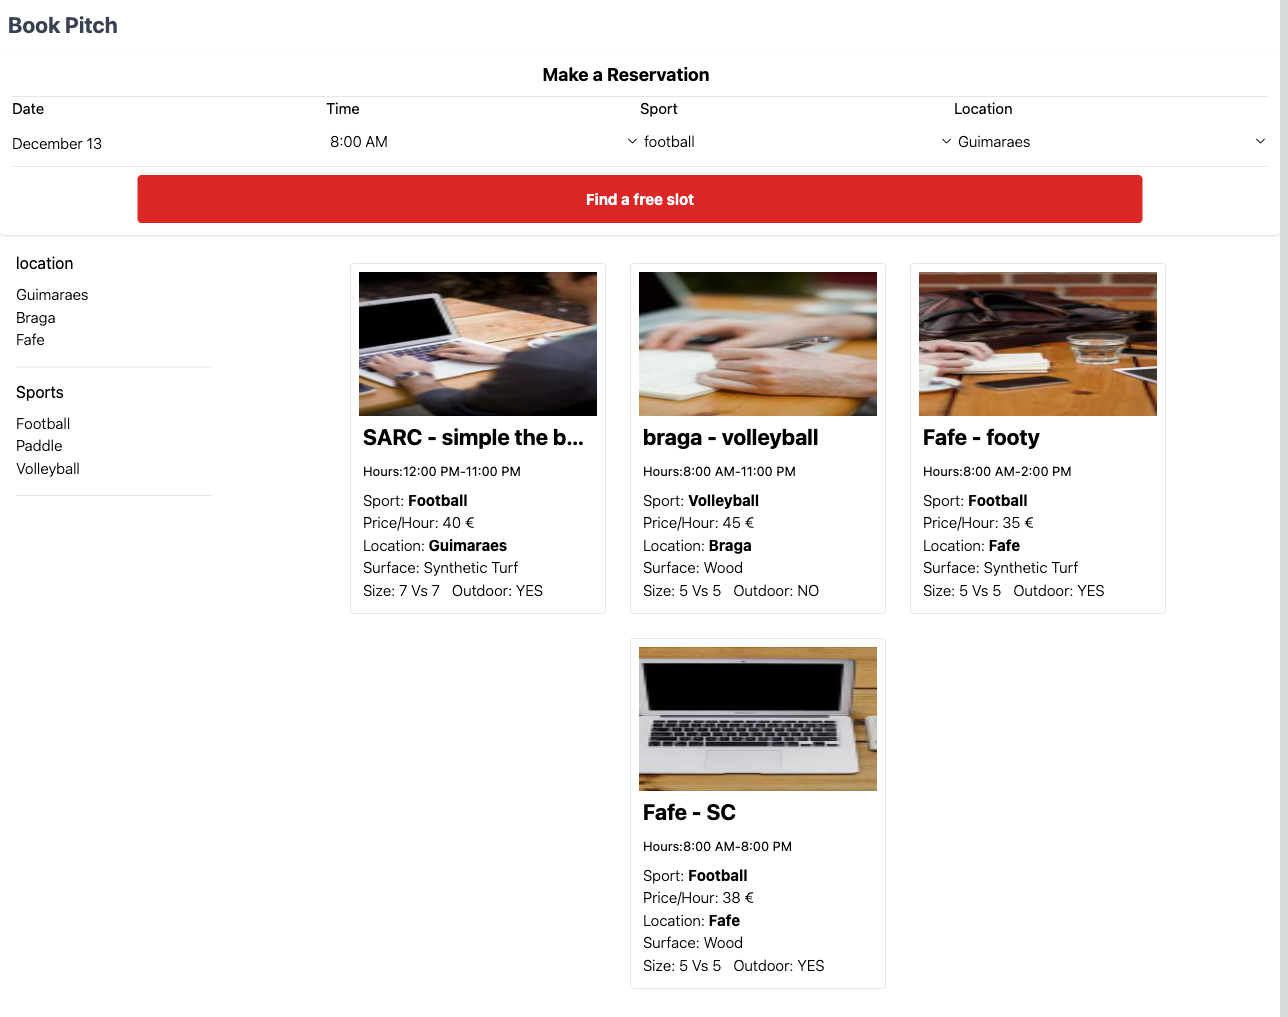 Book Pitch
Make a Reservation
Date Time Sport Location
December 13 8:00 AM football Guimaraes
Find a free slot
location
Guimaraes
Braga
Fafe
Sports
Football
Paddle
Volleyball
SARC - simple the b...
Hours:12:00 PM-11:00 PM
Sport: Football
Price/Hour: 40 €
Location: Guimaraes
Surface: Synthetic Turf
Size: 7 Vs 7 Outdoor: YES
braga - volleyball
Hours:8:00 AM-11:00 PM
Sport: Volleyball
Price/Hour: 45 €
Location: Braga
Surface: Wood
Size: 5 Vs 5 Outdoor: NO
Fafe - footy
Hours:8:00 AM-2:00 PM
Sport: Football
Price/Hour: 35 €
Location: Fafe
Surface: Synthetic Turf
Size: 5 Vs 5 Outdoor: YES
Fafe - SC
Hours:8:00 AM-8:00 PM
Sport: Football
Price/Hour: 38 €
Location: Fafe
Surface: Wood
Size: 5 Vs 5 Outdoor: YES